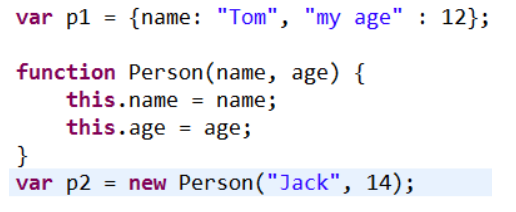 var p1 = {name: "Tom", "my age" : 12};
function Person(name, age) {
this.name = name;
this.age = age;
}
var p2 = new Person("Jack", 14);